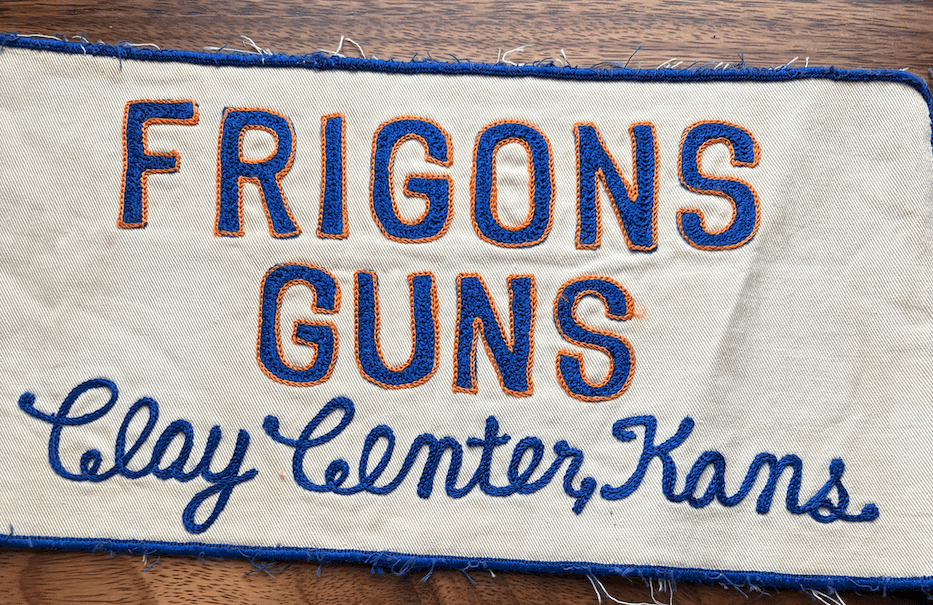 FRIGONS
GUNS
Clay Center, Kans.